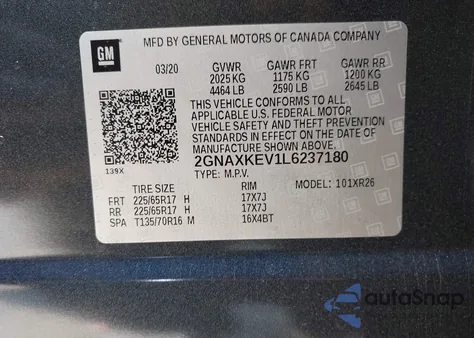 GM
MFD BY GENERAL MOTORS OF CANADA COMPANY
03/20 GVWR GAWR FRT GAWR RR
2025 KG 1175 KG 1200 KG
4464 LB 2590 LB 2645 LB
THIS VEHICLE CONFORMS TO ALL
APPLICABLE U.S. FEDERAL MOTOR
VEHICLE SAFETY AND THEFT PREVENTION
STANDARDS IN EFFECT ON THE DATE OF
MANUFACTURE SHOWN ABOVE.
2GNAXKEV1L6237180
139X TYPE: M.P.V.
TIRE SIZE RIM MODEL: 101XR26
FRT 225/65R17 H 17X7J
RR 225/65R17 H 17X7J
SPA T135/70R16 M 16X4BT
autoSnap